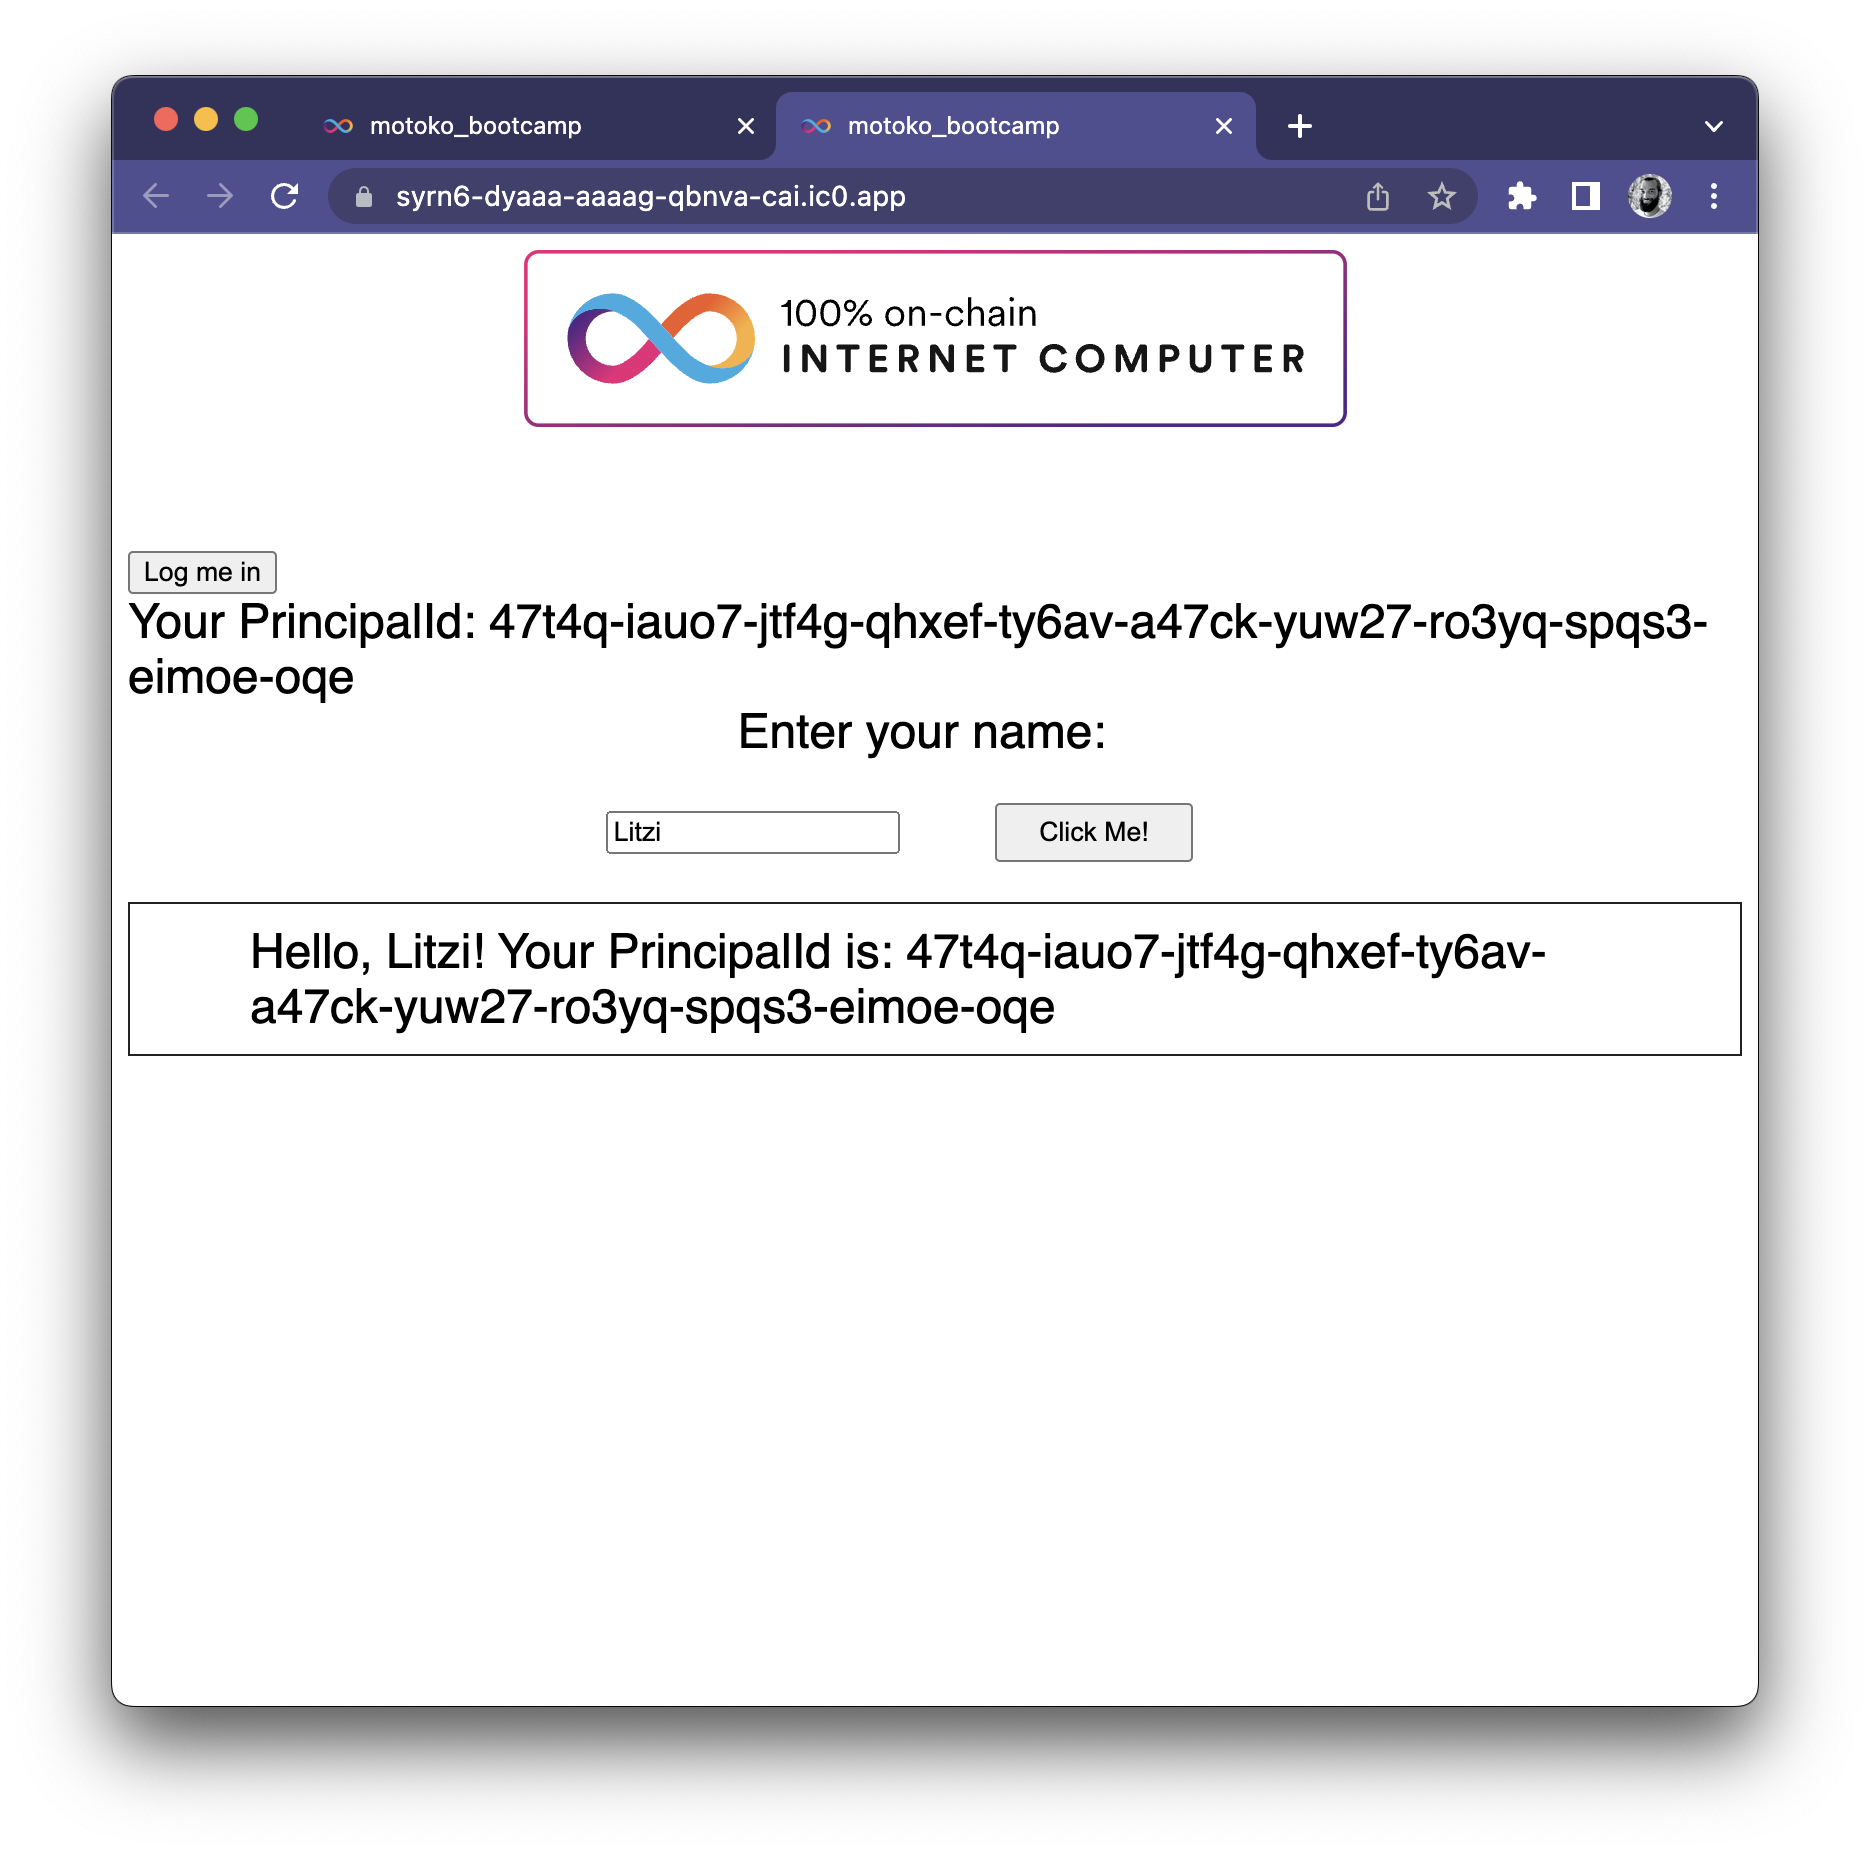 motoko_bootcamp
motoko_bootcamp
syrn6-dyaaa-aaaag-qbnva-cai.ic0.app
100% on-chain
INTERNET COMPUTER
Log me in
Your PrincipalId: 47t4q-iauo7-jtf4g-qhxef-ty6av-a47ck-yuw27-ro3yq-spqs3-
eimoe-oqe
Enter your name:
Litzi
Click Me!
Hello, Litzi! Your PrincipalId is: 47t4q-iauo7-jtf4g-qhxef-ty6av-
a47ck-yuw27-ro3yq-spqs3-eimoe-oqe